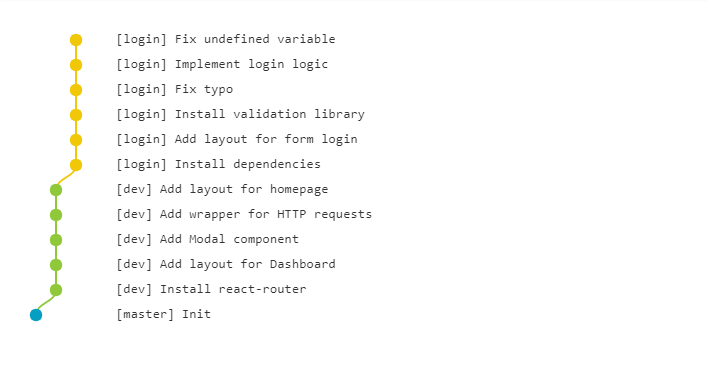 [login] Fix undefined variable
[login] Implement login logic
[login] Fix typo
[login] Install validation library
[login] Add layout for form login
[login] Install dependencies
[dev] Add layout for homepage
[dev] Add wrapper for HTTP requests
[dev] Add Modal component
[dev] Add layout for Dashboard
[dev] Install react-router
[master] Init